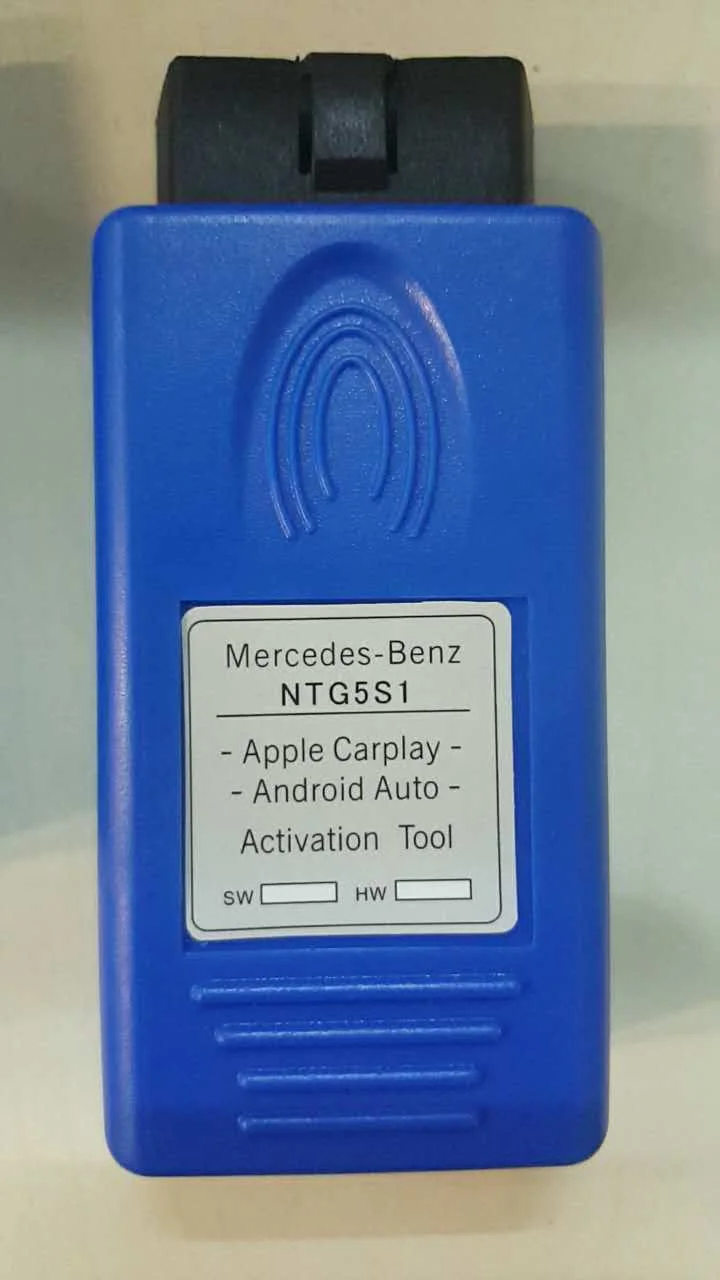 Mercedes-Benz
NTG5S1
- Apple Carplay -
- Android Auto -
Activation Tool
SW HW